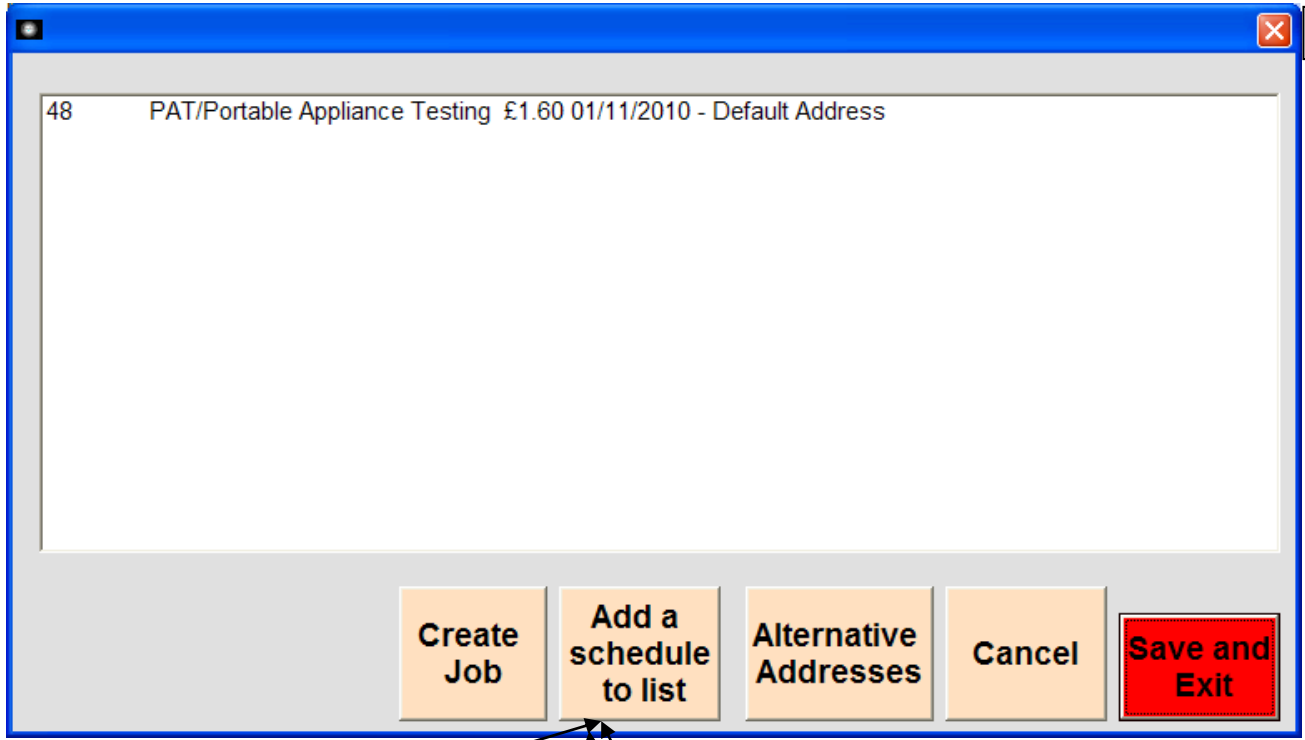 48 PAT/Portable Appliance Testing £1.60 01/11/2010 - Default Address
Create
Job
Add a
schedule
to list
Alternative
Addresses
Cancel
Save and
Exit